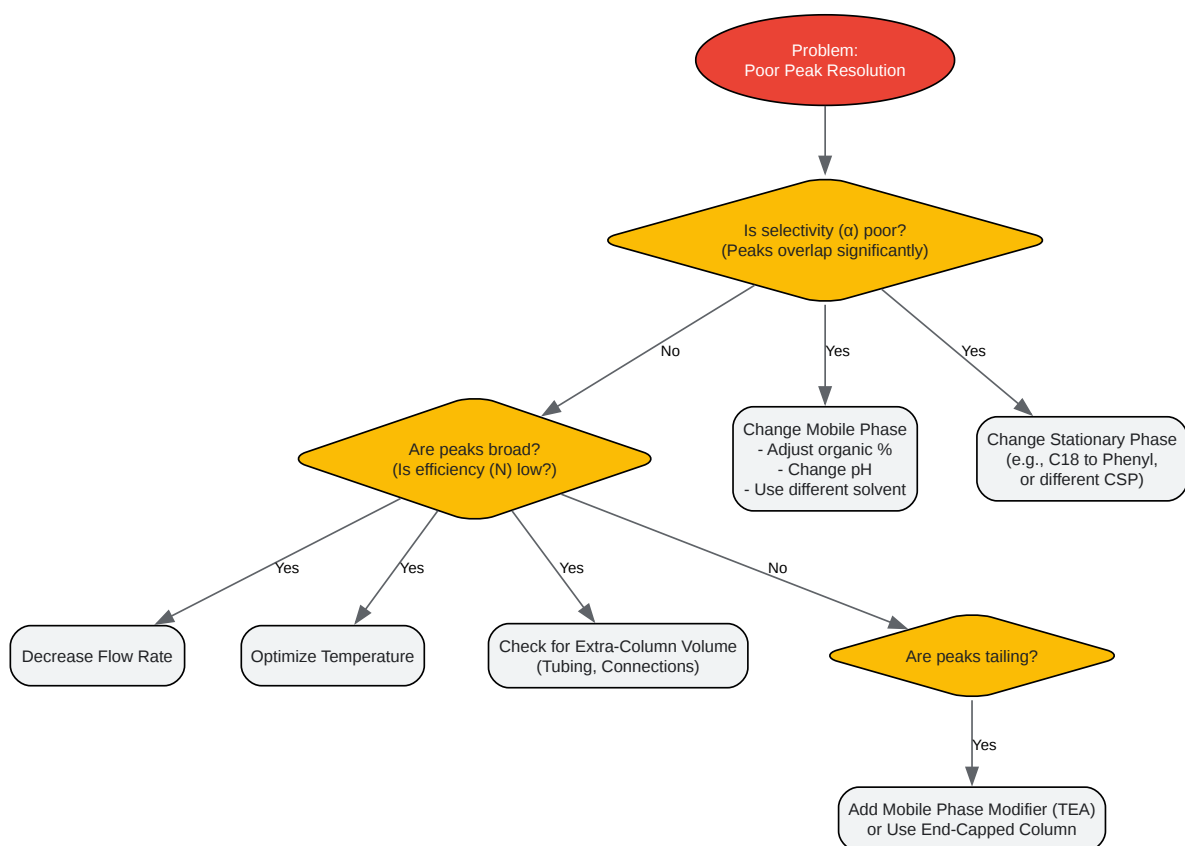 Problem:
Poor Peak Resolution
Is selectivity (α) poor?
(Peaks overlap significantly)
No
Yes
Yes
Are peaks broad?
(Is efficiency (N) low?)
Change Mobile Phase
- Adjust organic %
- Change pH
- Use different solvent
Change Stationary Phase
(e.g., C18 to Phenyl,
or different CSP)
Yes
Yes
Yes
No
Decrease Flow Rate
Optimize Temperature
Check for Extra-Column Volume
(Tubing, Connections)
Are peaks tailing?
Yes
Add Mobile Phase Modifier (TEA)
or Use End-Capped Column